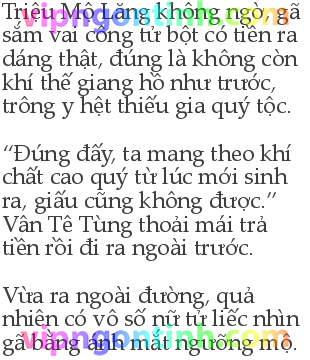 Triệu Mộ Lăng không ngờ, gã
sắm vai công tử bột có tiền ra
dáng thật, đúng là không còn
khí thế giang hồ như trước,
trông y hệt thiếu gia quý tộc.

“Đúng đấy, ta mang theo khí
chất cao quý từ lúc mới sinh
ra, giấu cũng không được.”
Vân Tê Tùng thoải mái trả
tiền rồi đi ra ngoài trước.

Vừa ra ngoài đường, quả
nhiên có vô số nữ tử liếc nhìn
gã bằng ánh mắt ngưỡng mộ.
vipngontinh.com
vipngontinh.com